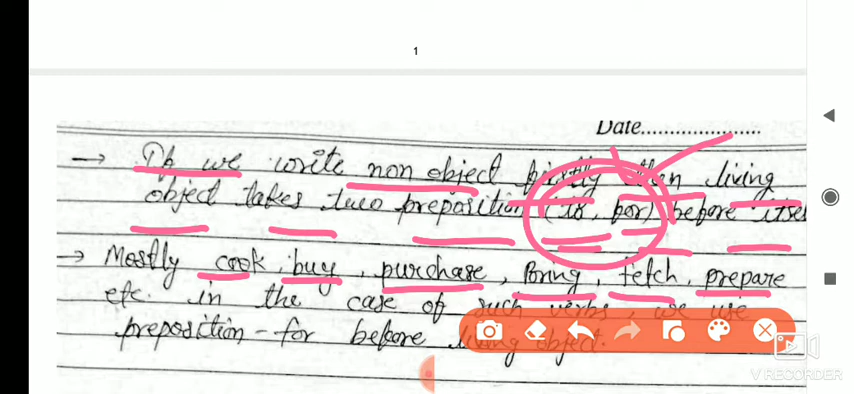 1
Date.....................
→ If we write non object firstly then living
object takes two preposition (to, for) before itse
→ Mostly cook, buy, purchase, bring, fetch, prepare
etc. in the case of such verbs, we use
preposition - for before living object.
V RECORDER